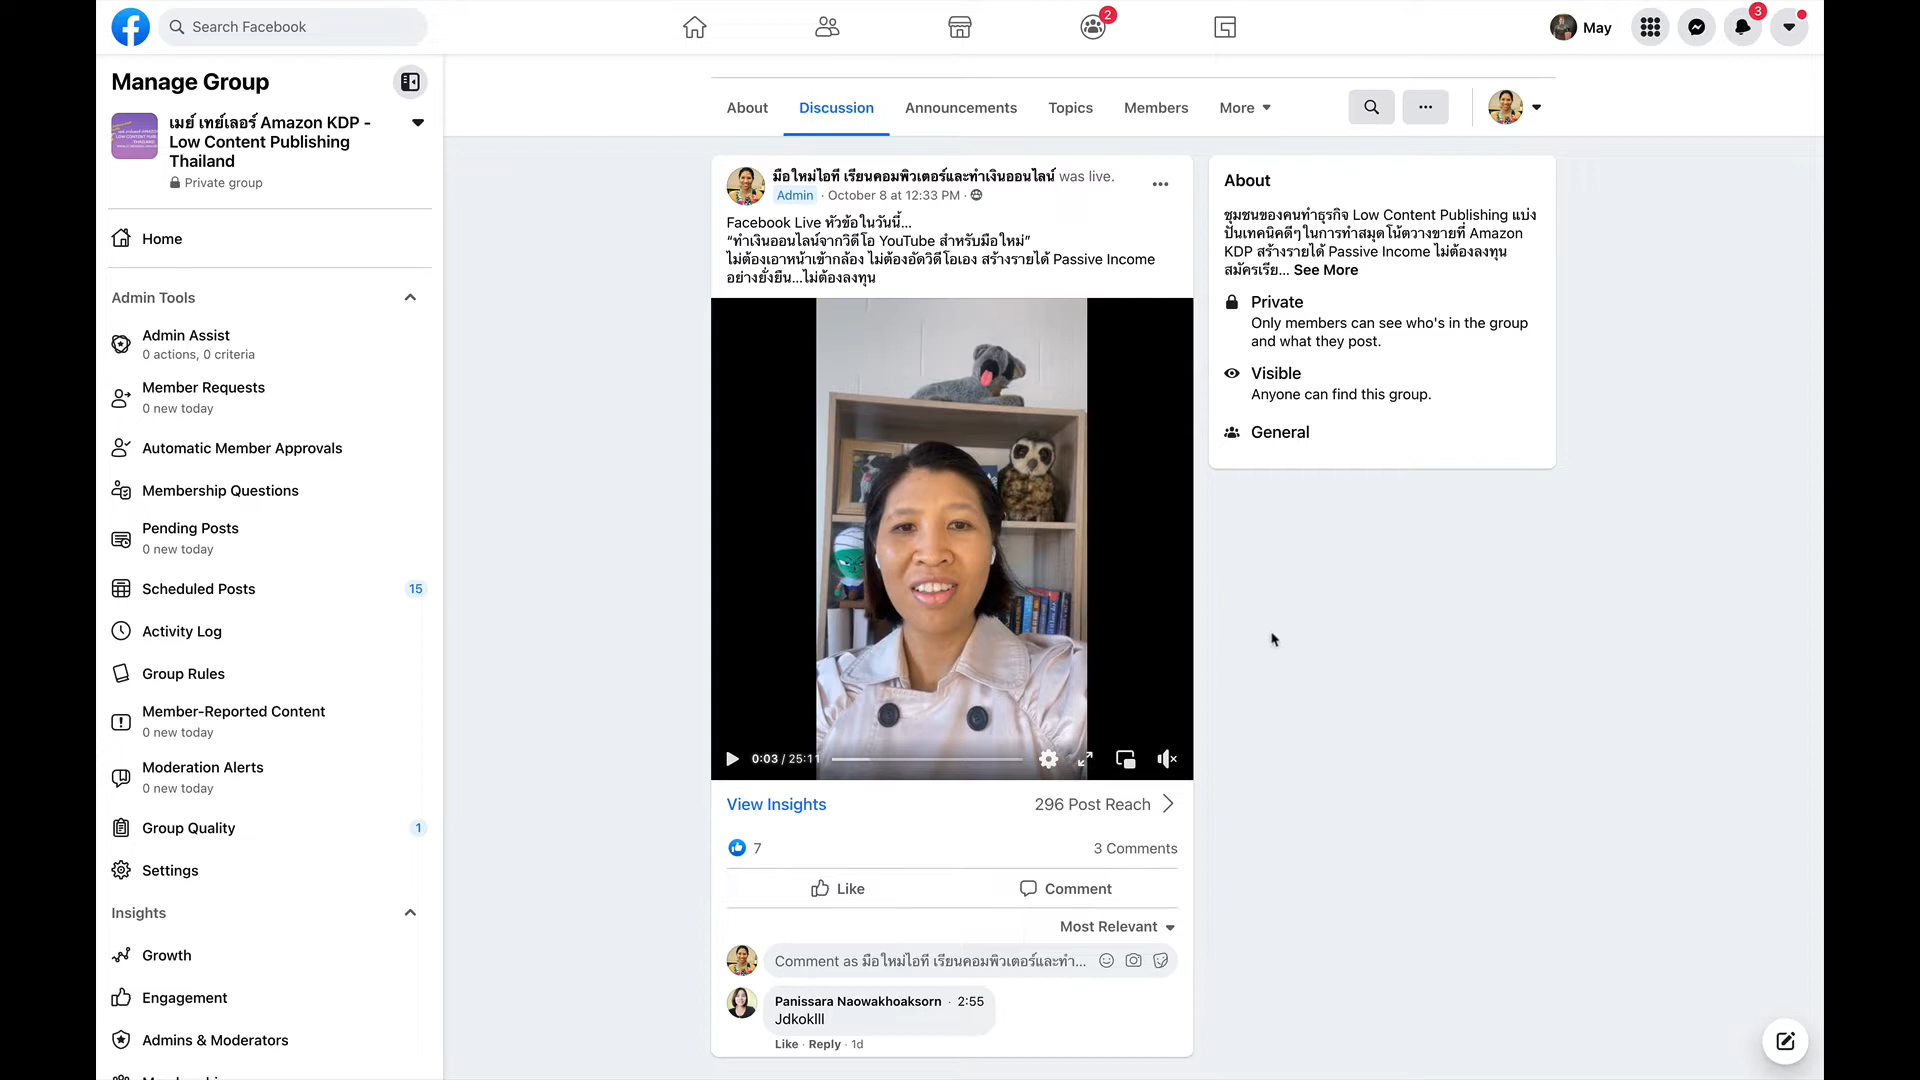 Search Facebook
2
May
3
Manage Group
เมย์ เทย์เลอร์ Amazon KDP -
Low Content Publishing
Thailand
Private group
Home
Admin Tools
Admin Assist
0 actions, 0 criteria
Member Requests
0 new today
Automatic Member Approvals
Membership Questions
Pending Posts
0 new today
Scheduled Posts
15
Activity Log
Group Rules
Member-Reported Content
0 new today
Moderation Alerts
0 new today
Group Quality
1
Settings
Insights
Growth
Engagement
Admins & Moderators
About
Discussion
Announcements
Topics
Members
More
มือใหม่ไอที เรียนคอมพิวเตอร์และทำเงินออนไลน์ was live.
Admin · October 8 at 12:33 PM ·
Facebook Live หัวข้อในวันนี้...
“ทำเงินออนไลน์จากวิดีโอ YouTube สำหรับมือใหม่”
ไม่ต้องเอาหน้าเข้ากล้อง ไม่ต้องอัดวิดีโอเอง สร้างรายได้ Passive Income
อย่างยั่งยืน...ไม่ต้องลงทุน
0:03 / 25:11
View Insights
296 Post Reach
7
3 Comments
Like
Comment
Most Relevant
Comment as มือใหม่ไอที เรียนคอมพิวเตอร์และทำ...
Panissara Naowakhoaksorn · 2:55
Jdkoklll
Like · Reply · 1d
About
ชุมชนของคนทำธุรกิจ Low Content Publishing แบ่ง
ปันเทคนิคดีๆ ในการทำสมุดโน้ตวางขายที่ Amazon
KDP สร้างรายได้ Passive Income ไม่ต้องลงทุน
สมัครเรีย... See More
Private
Only members can see who's in the group
and what they post.
Visible
Anyone can find this group.
General